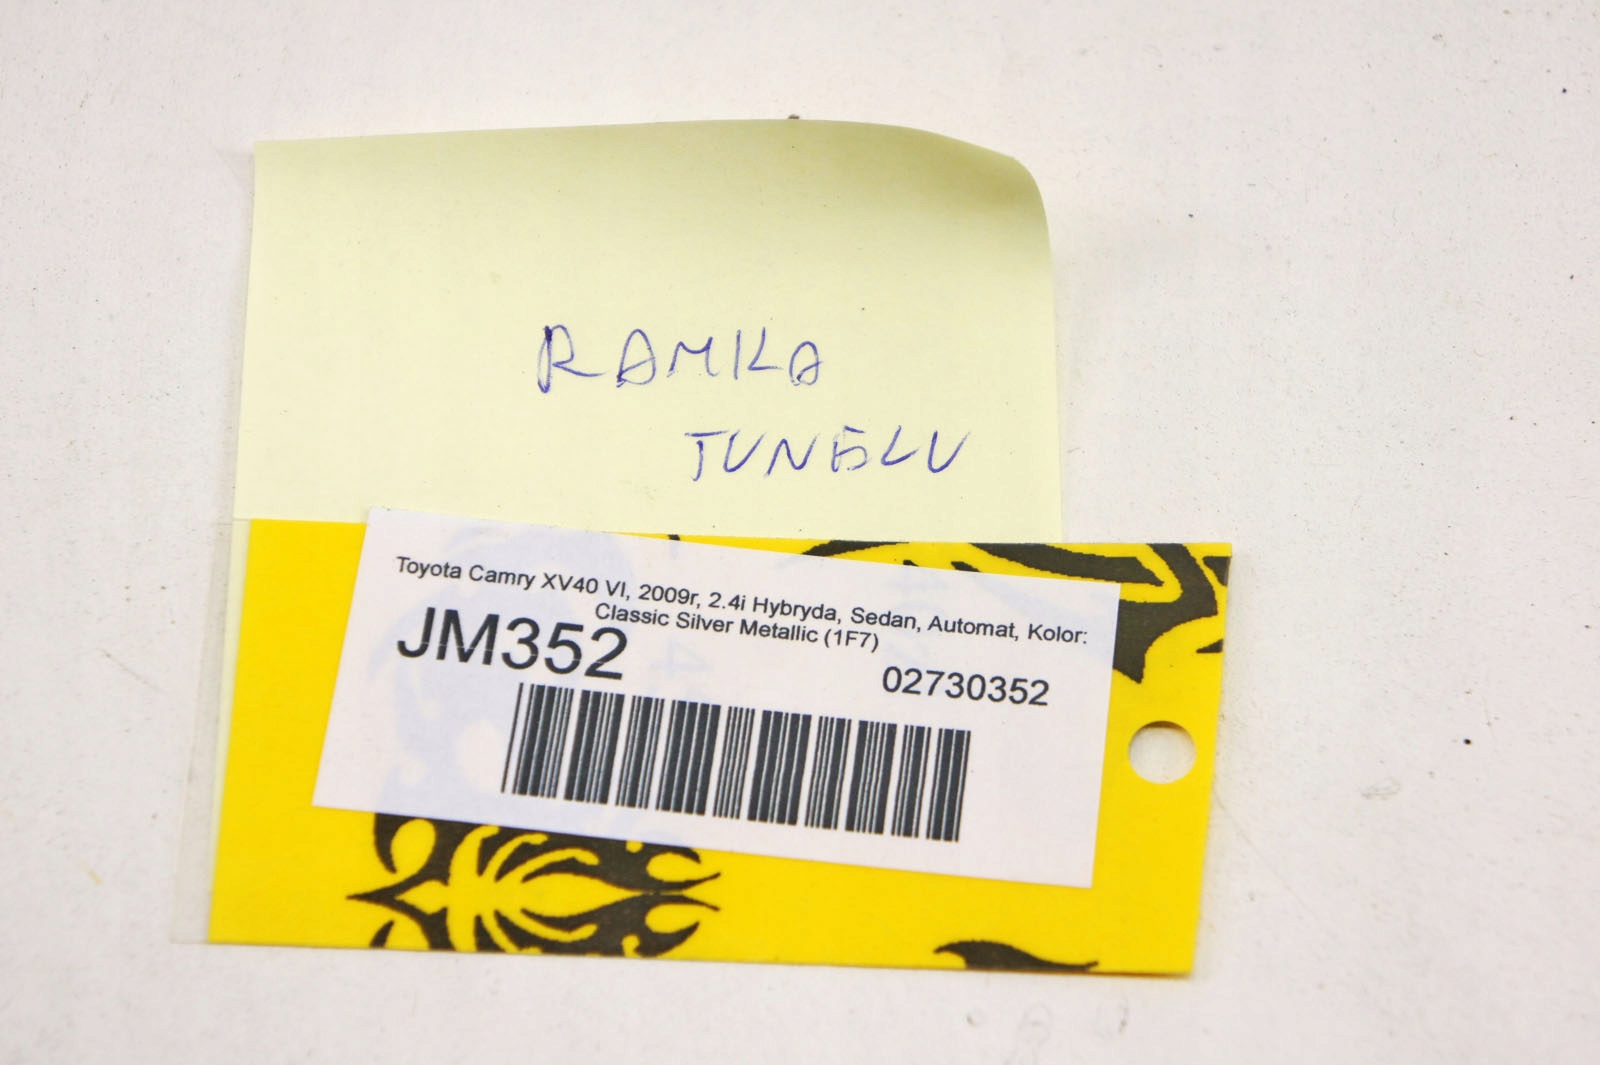 RAMKA
TUNELU
Toyota Camry XV40 VI, 2009r, 2.4i Hybryda, Sedan, Automat, Kolor:
Classic Silver Metallic (1F7)
JM352
02730352